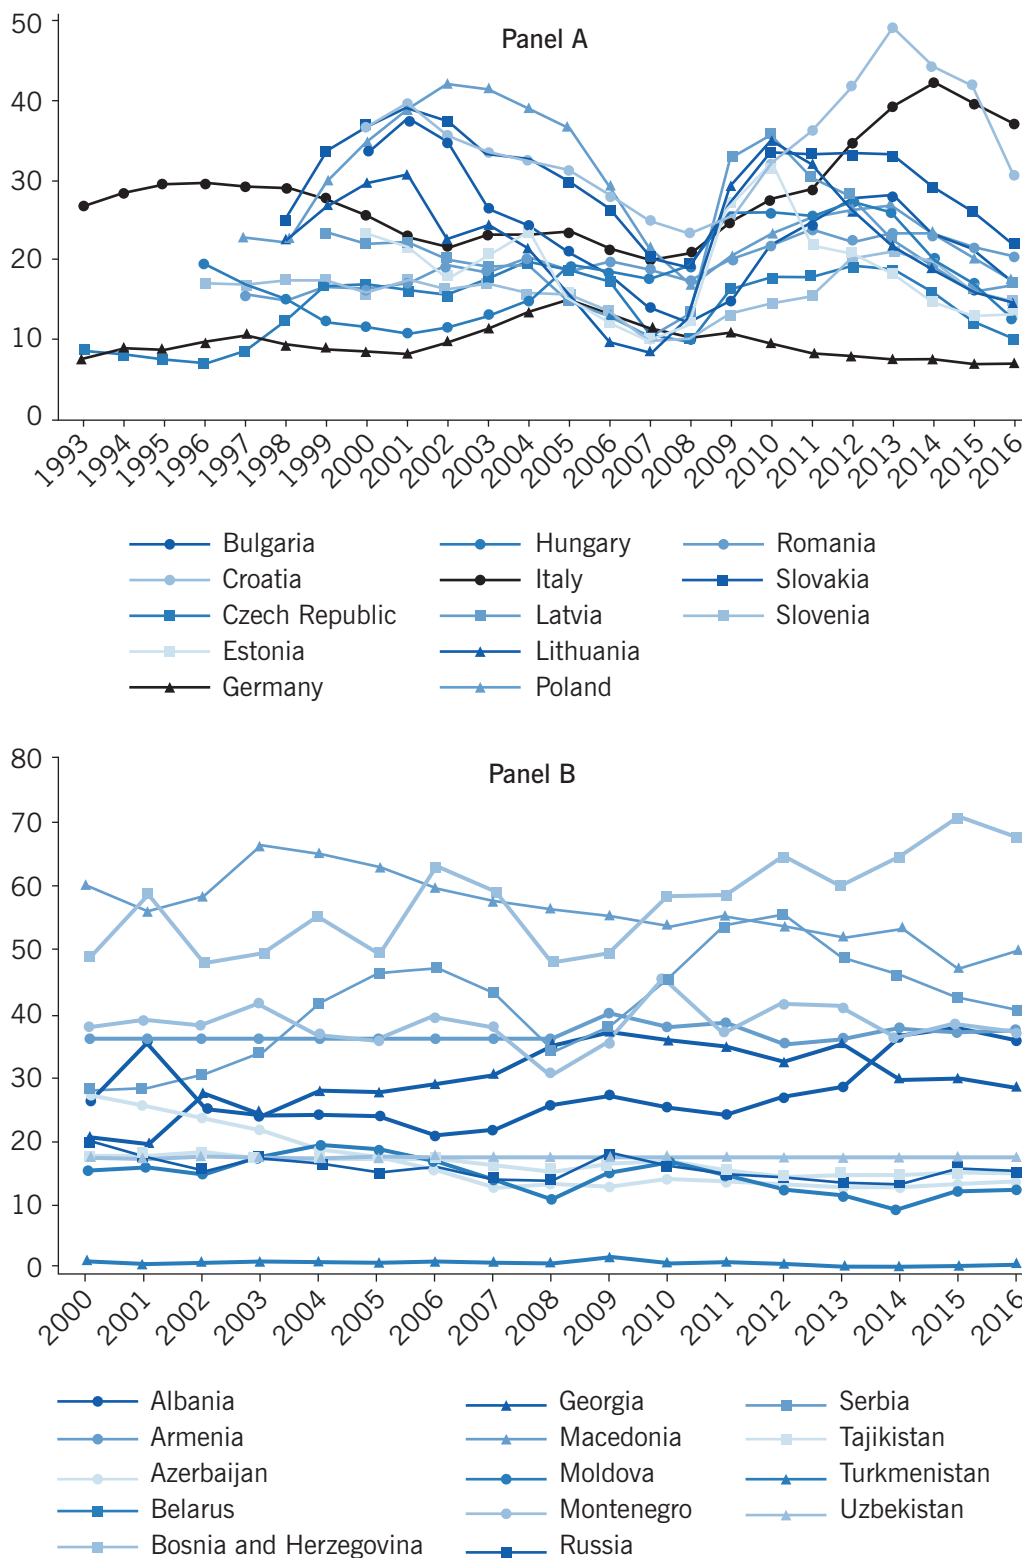 Panel A
50
40
30
20
10
0
1993 1994 1995 1996 1997 1998 1999 2000 2001 2002 2003 2004 2005 2006 2007 2008 2009 2010 2011 2012 2013 2014 2015 2016
Bulgaria Hungary Romania
Croatia Italy Slovakia
Czech Republic Latvia Slovenia
Estonia Lithuania
Germany Poland
Panel B
80
70
60
50
40
30
20
10
0
2000 2001 2002 2003 2004 2005 2006 2007 2008 2009 2010 2011 2012 2013 2014 2015 2016
Albania Georgia Serbia
Armenia Macedonia Tajikistan
Azerbaijan Moldova Turkmenistan
Belarus Montenegro Uzbekistan
Bosnia and Herzegovina Russia